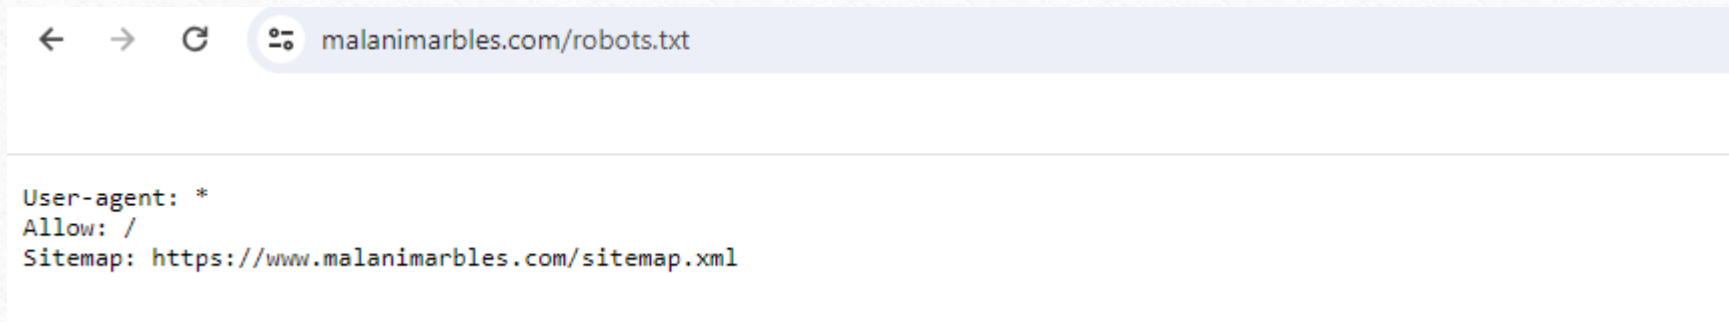 malanimarbles.com/robots.txt
User-agent: *
Allow: /
Sitemap: https://www.malanimarbles.com/sitemap.xml